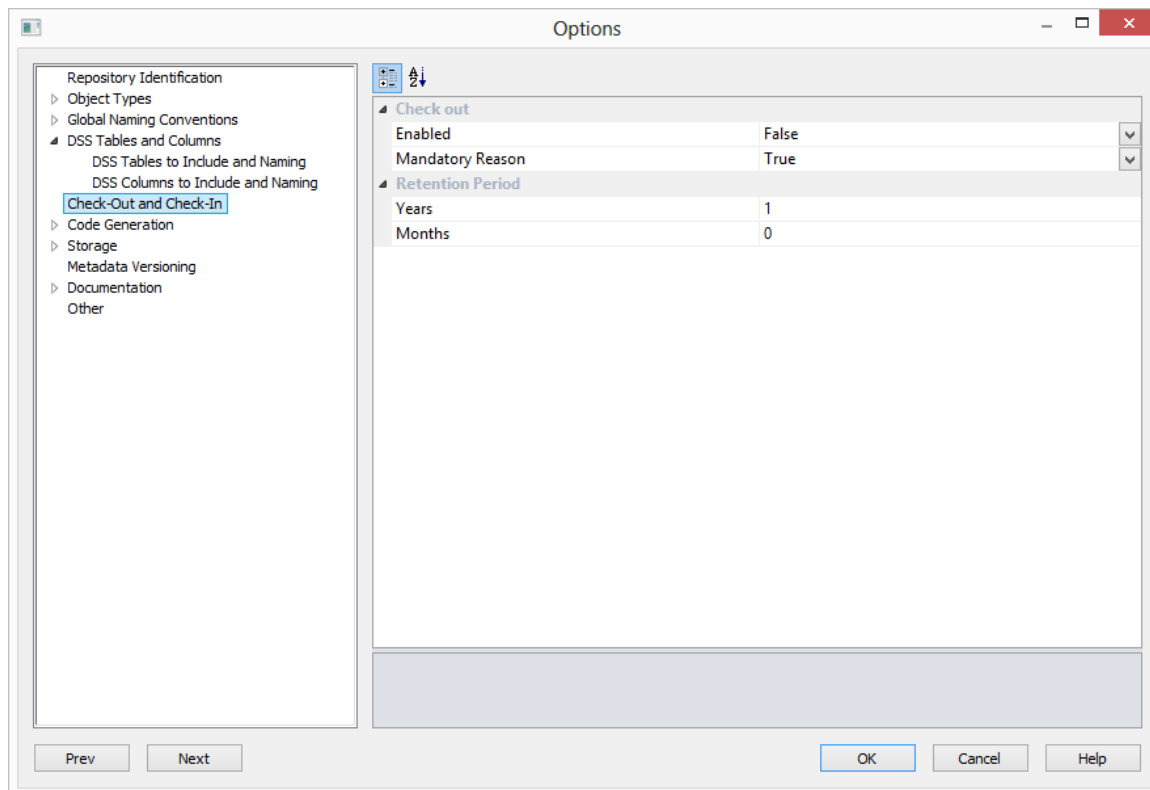 Options
Repository Identification
Object Types
Global Naming Conventions
DSS Tables and Columns
DSS Tables to Include and Naming
DSS Columns to Include and Naming
Check-Out and Check-In
Code Generation
Storage
Metadata Versioning
Documentation
Other
Check out
Enabled False
Mandatory Reason True
Retention Period
Years 1
Months 0
Prev Next OK Cancel Help